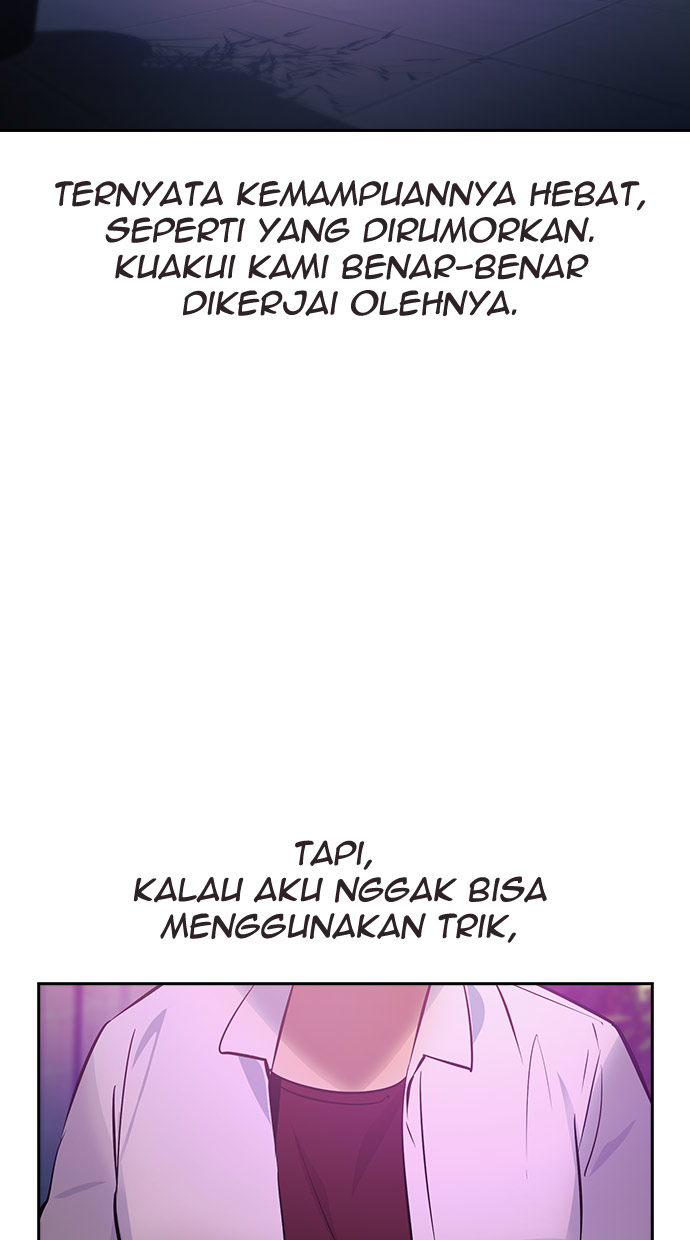 TERNYATA KEMAMPUANNYA HEBAT,
SEPERTI YANG DIRUMORKAN.
KUAKUI KAMI BENAR-BENAR
DIKERJAI OLEHNYA.
TAPI,
KALAU AKU NGGAK BISA
MENGGUNAKAN TRIK,